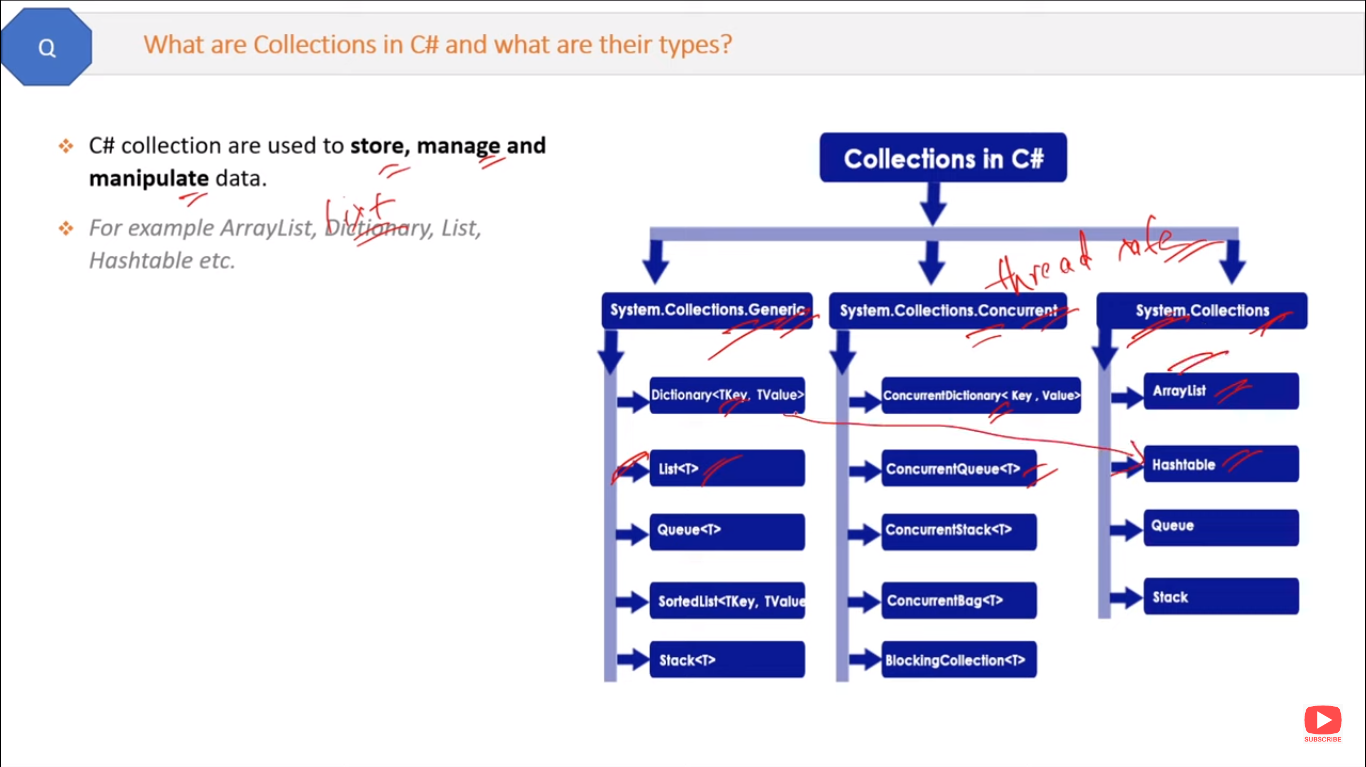 Q
What are Collections in C# and what are their types?
C# collection are used to store, manage and
manipulate data.
List
For example ArrayList, Dictionary, List,
Hashtable etc.
Collections in C#
thread safe
System.Collections.Generic
System.Collections.Concurrent
System.Collections
Dictionary<TKey, TValue>
List<T>
Queue<T>
SortedList<TKey, TValue
Stack<T>
ConcurrentDictionary< Key , Value>
ConcurrentQueue<T>
ConcurrentStack<T>
ConcurrentBag<T>
BlockingCollection<T>
ArrayList
Hashtable
Queue
Stack
SUBSCRIBE